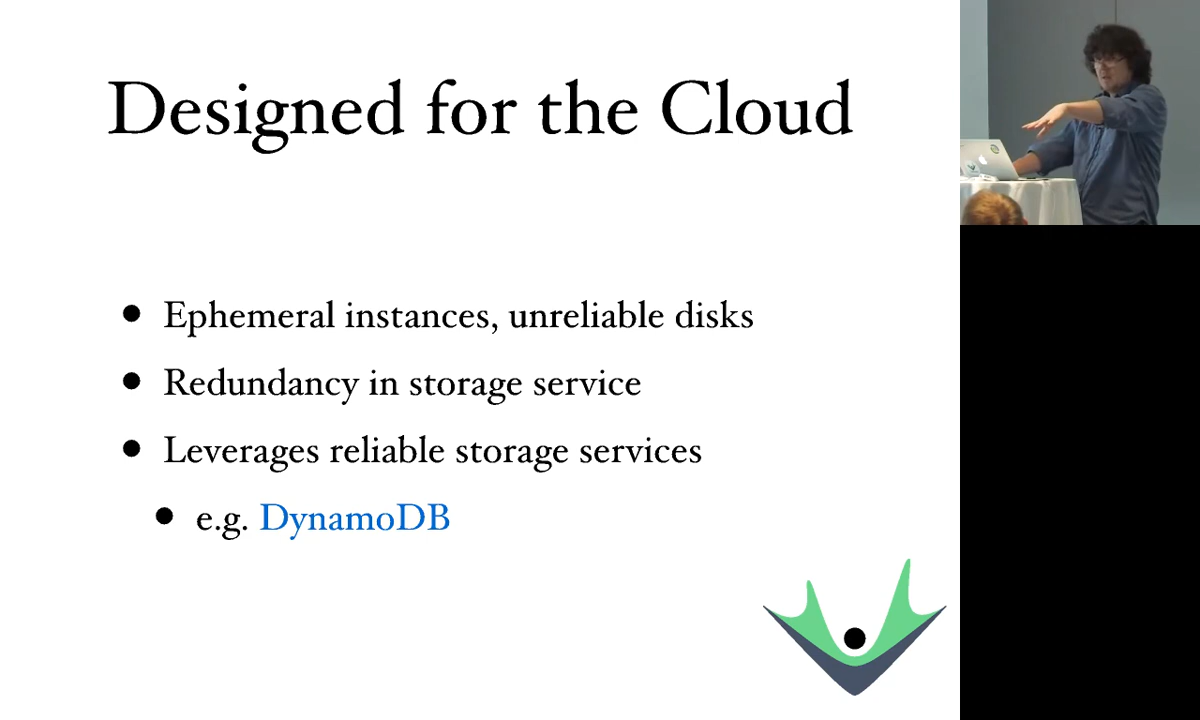 Designed for the Cloud
• Ephemeral instances, unreliable disks
• Redundancy in storage service
• Leverages reliable storage services
• e.g. DynamoDB